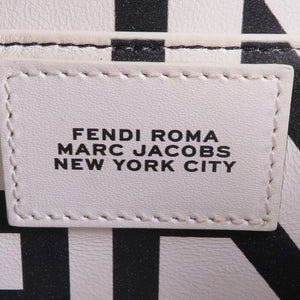 FENDI ROMA
MARC JACOBS
NEW YORK CITY